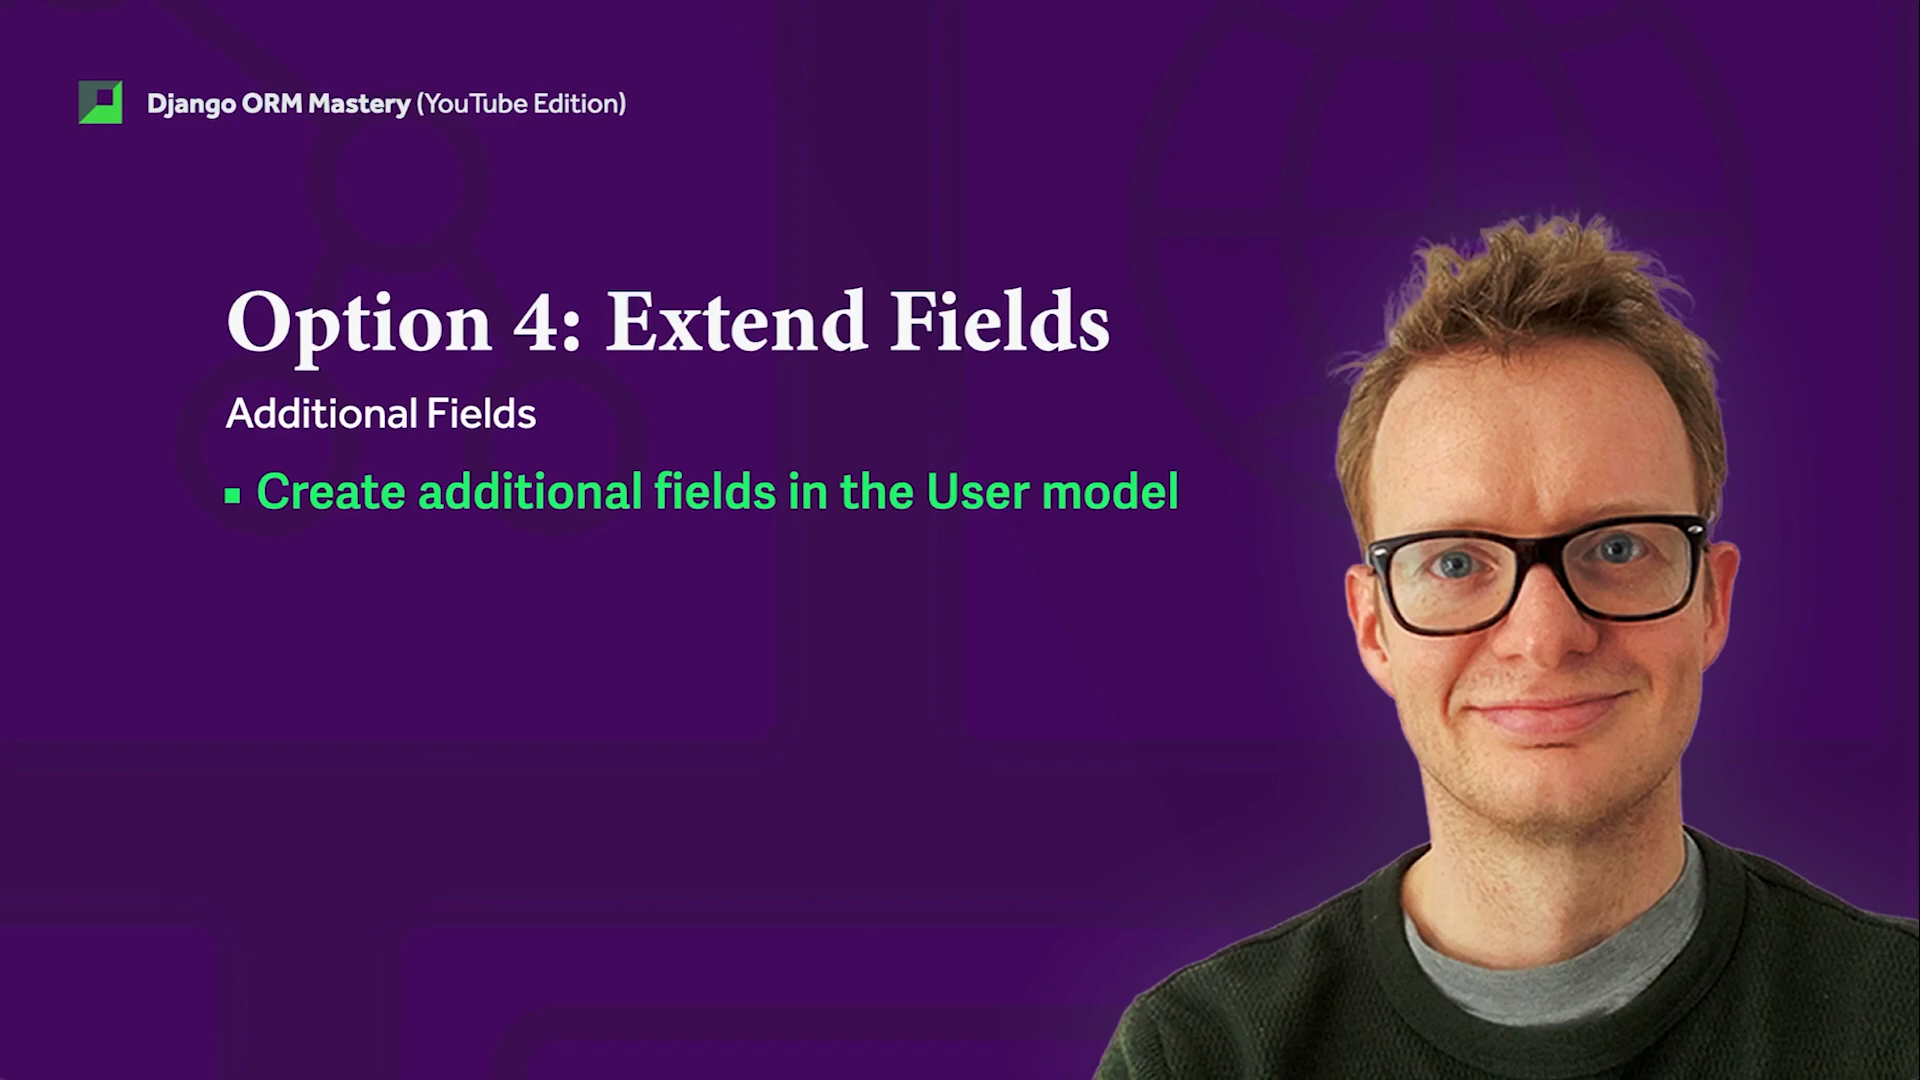 Django ORM Mastery (YouTube Edition)
Option 4: Extend Fields
Additional Fields
▪ Create additional fields in the User model